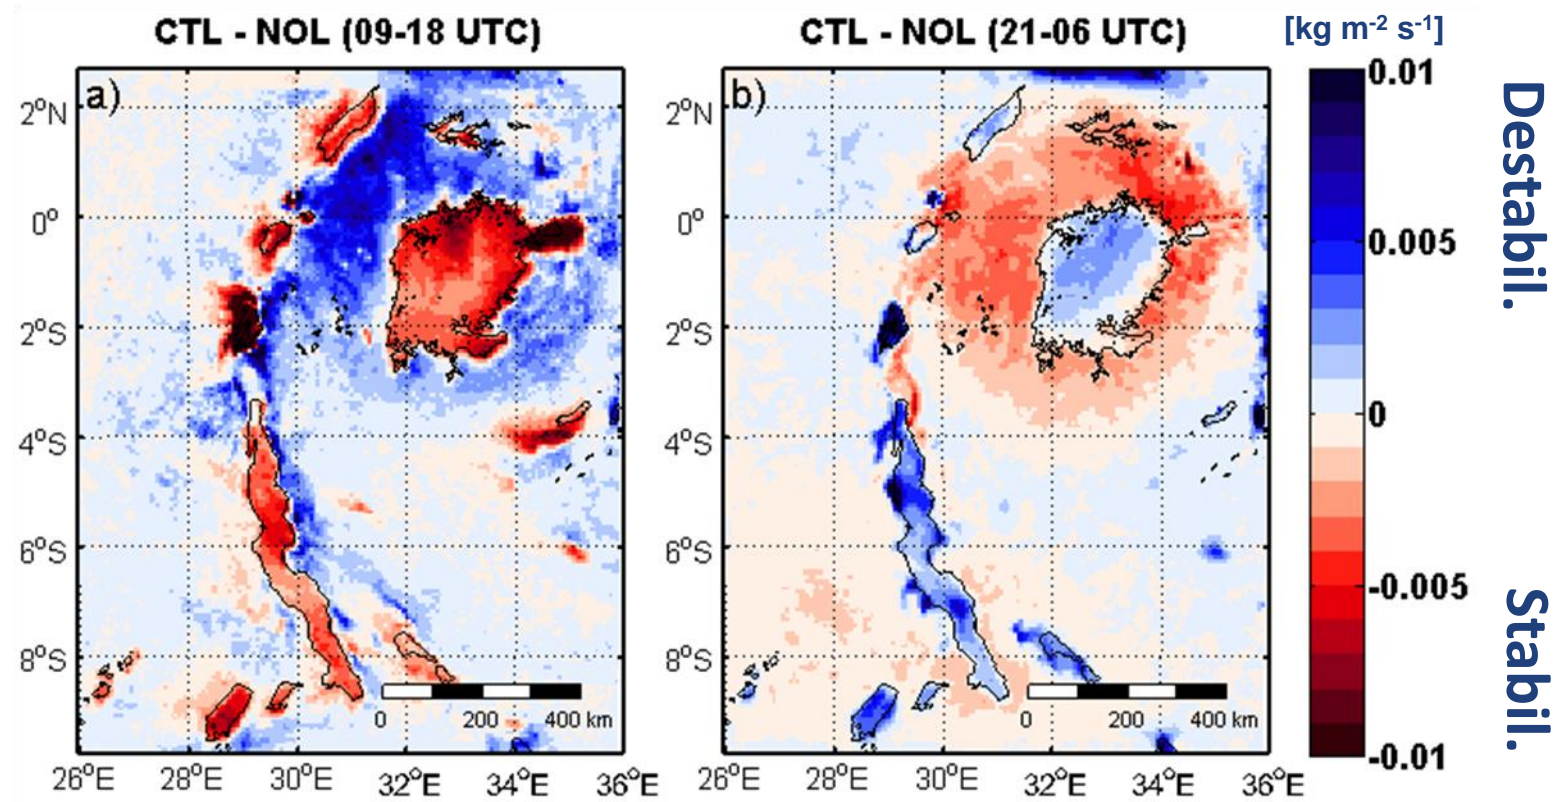 CTL - NOL (09-18 UTC)
CTL - NOL (21-06 UTC)
[kg m-2 s-1]
a)
2°N
0°
2°S
4°S
6°S
8°S
0 200 400 km
26°E 28°E 30°E 32°E 34°E 36°E
b)
2°N
0°
2°S
4°S
6°S
8°S
0 200 400 km
26°E 28°E 30°E 32°E 34°E 36°E
0.01
0.005
0
-0.005
-0.01
Destabil.
Stabil.